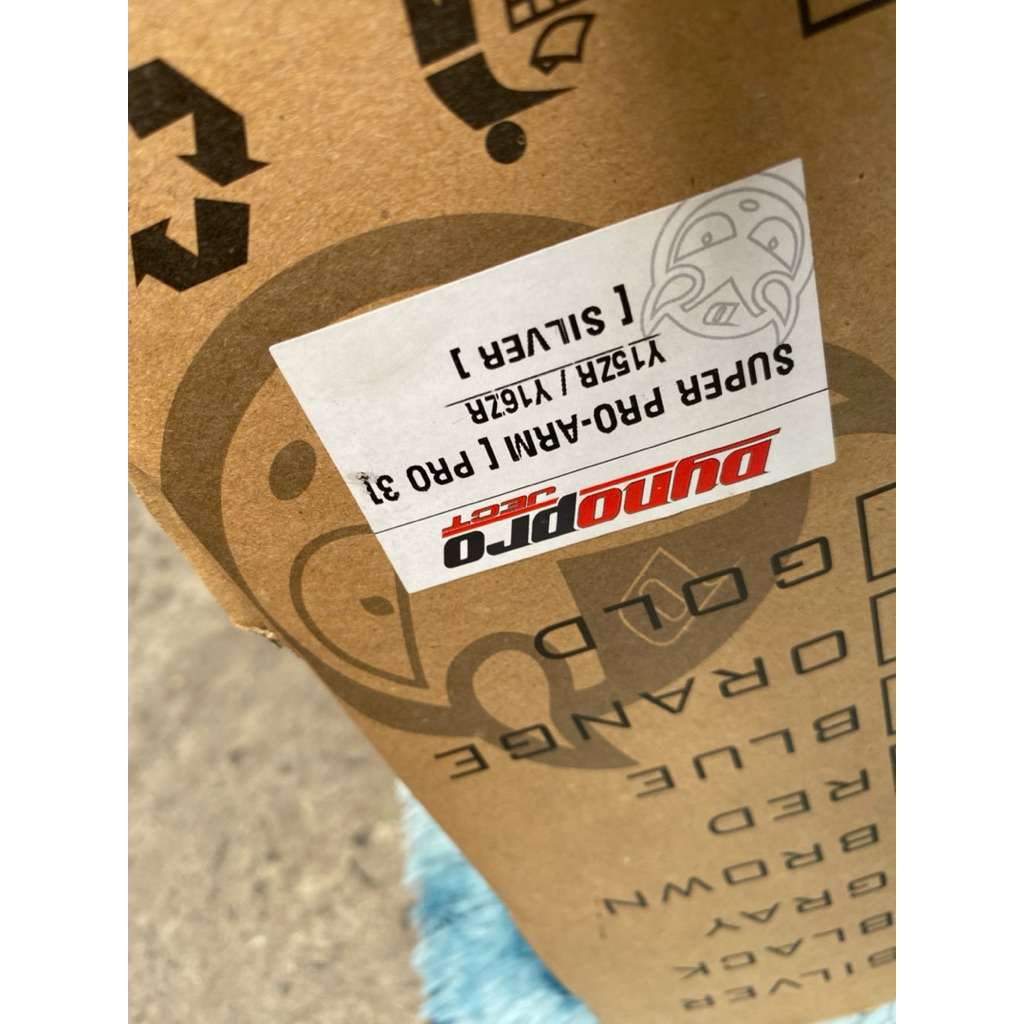 Dynopro
JECT
SUPER PRO-ARM [ PRO 3]
Y15ZR / Y16ZR
[ SILVER ]
SILVER
BLACK
GRAY
BROWN
RED
BLUE
ORANGE
GOLD